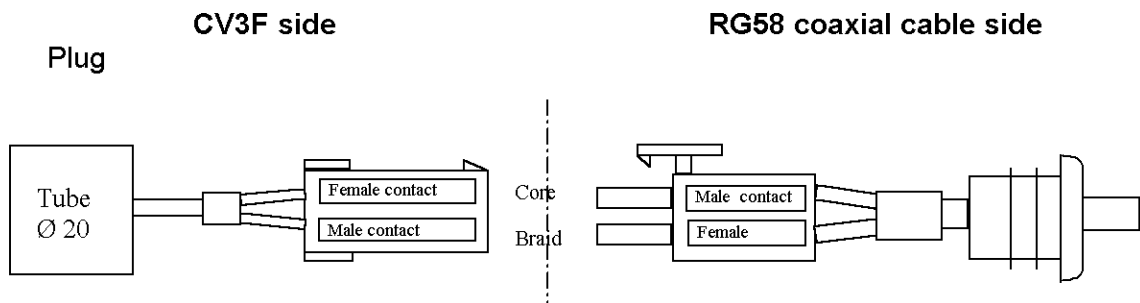 CV3F side
RG58 coaxial cable side
Plug
Tube
Ø 20
Female contact
Male contact
Core
Braid
Male contact
Female